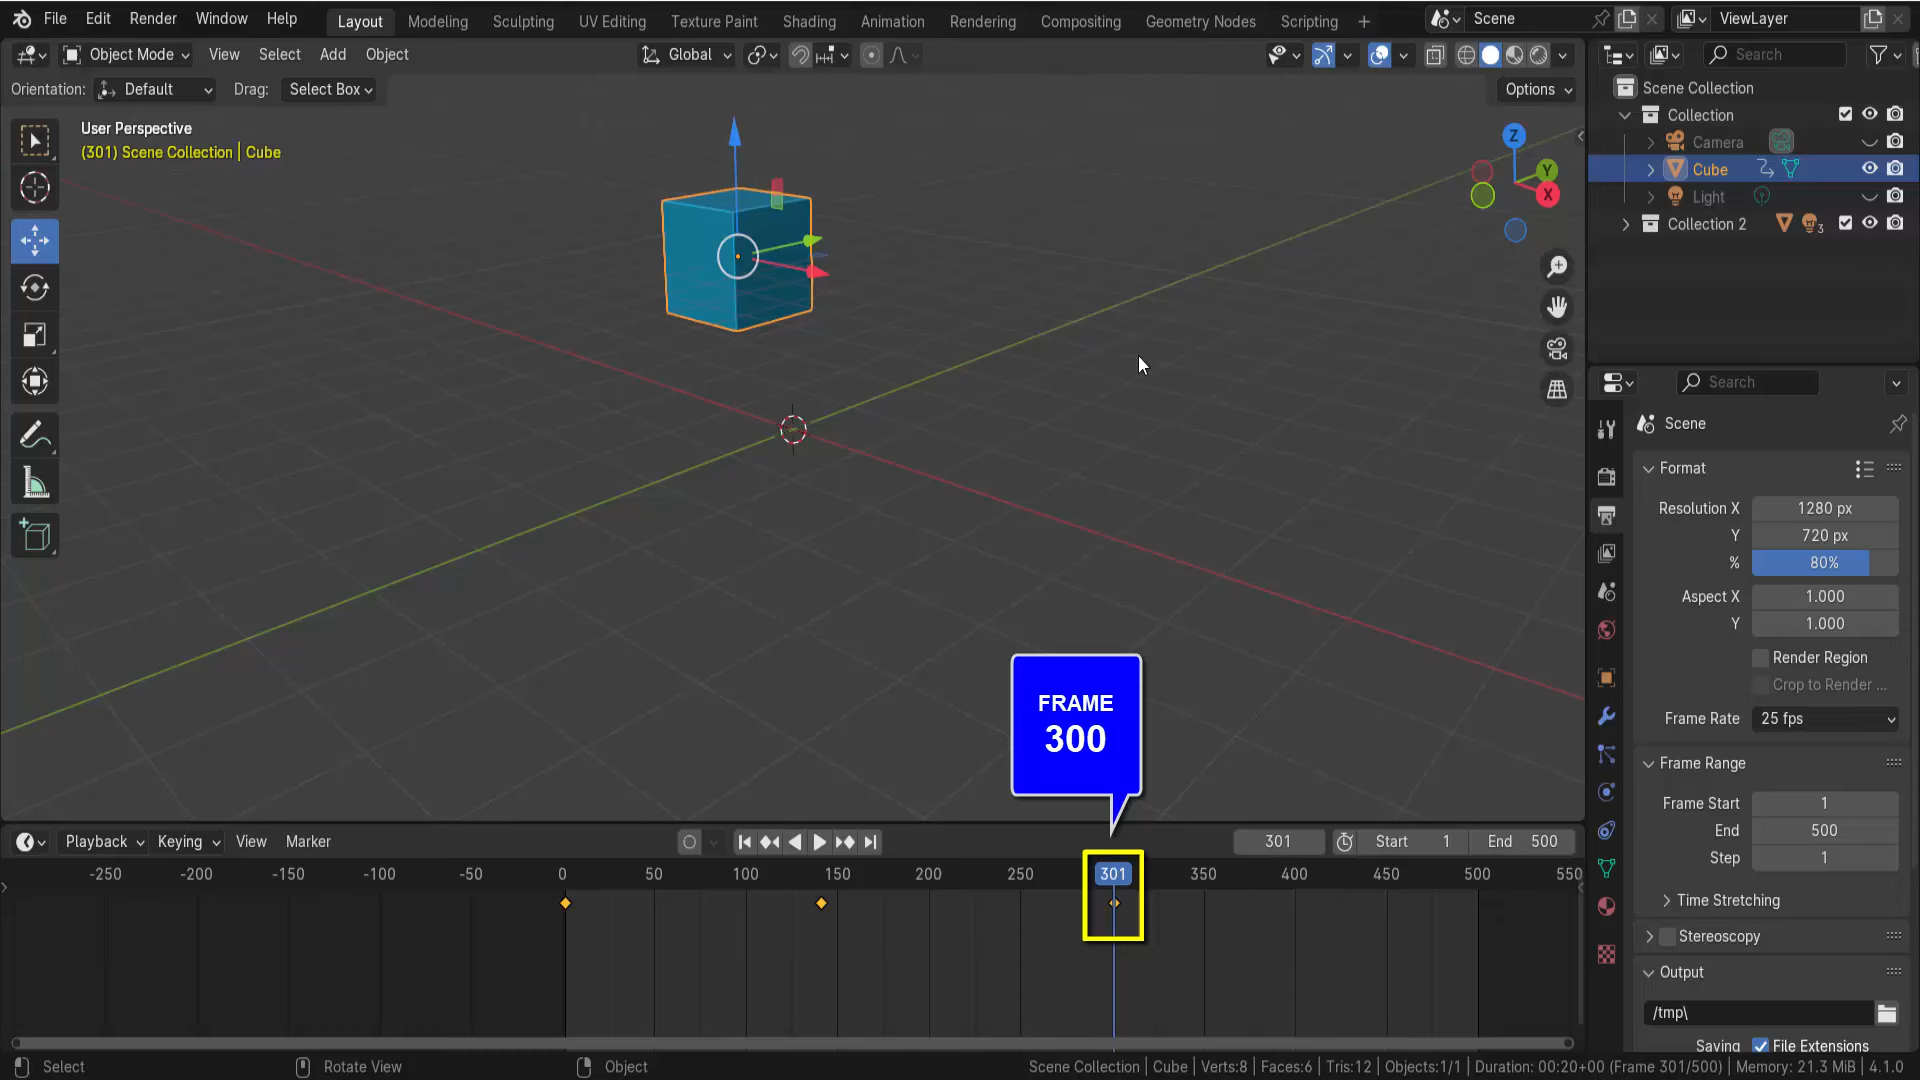 File Edit Render Window Help Layout Modeling Sculpting UV Editing Texture Paint Shading Animation Rendering Compositing Geometry Nodes Scripting + Scene ViewLayer
Object Mode View Select Add Object Global Search
Orientation: Default Drag: Select Box Options
User Perspective
(301) Scene Collection | Cube
Z
Y
X
Scene Collection
Collection
Camera
Cube
Light
Collection 2 3
Search
Scene
Format
Resolution X 1280 px
Y 720 px
% 80%
Aspect X 1.000
Y 1.000
Render Region
Crop to Render ...
Frame Rate 25 fps
Frame Range
Frame Start 1
End 500
Step 1
Time Stretching
Stereoscopy
Output
/tmp\
Saving File Extensions
FRAME
300
Playback Keying View Marker 301 Start 1 End 500
-250 -200 -150 -100 -50 0 50 100 150 200 250 301 350 400 450 500 550
Select Rotate View Object Scene Collection | Cube | Verts:8 | Faces:6 | Tris:12 | Objects:1/1 | Duration: 00:20+00 (Frame 301/500) | Memory: 21.3 MiB | 4.1.0